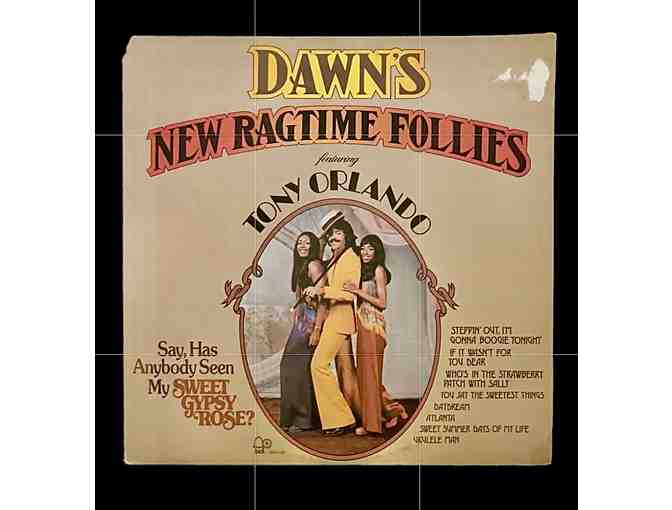 DAWN'S
NEW RAGTIME FOLLIES
featuring
TONY ORLANDO
Say, Has
Anybody Seen
My SWEET
GYPSY
ROSE?
STEPPIN' OUT, I'M
GONNA BOOGIE TONIGHT
IF IT WASN'T FOR
YOU DEAR
WHO'S IN THE STRAWBERRY
PATCH WITH SALLY
YOU SAY THE SWEETEST THINGS
DAYDREAM
ATLANTA
SWEET SUMMER DAYS OF MY LIFE
UKULELE MAN
bell